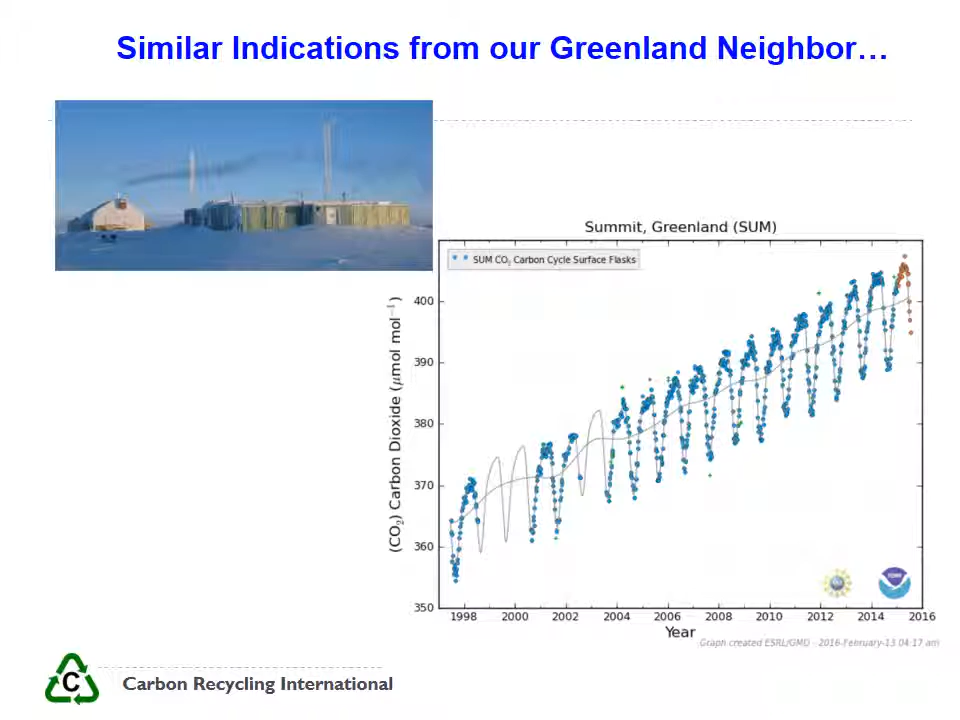 Similar Indications from our Greenland Neighbor…
Summit, Greenland (SUM)
SUM CO₂ Carbon Cycle Surface Flasks
(CO₂) Carbon Dioxide (μmol mol⁻¹)
400
390
380
370
360
350
1998 2000 2002 2004 2006 2008 2010 2012 2014 2016
Year
Graph created ESRL/GMD - 2016-February-13 04:17 am
C
Carbon Recycling International